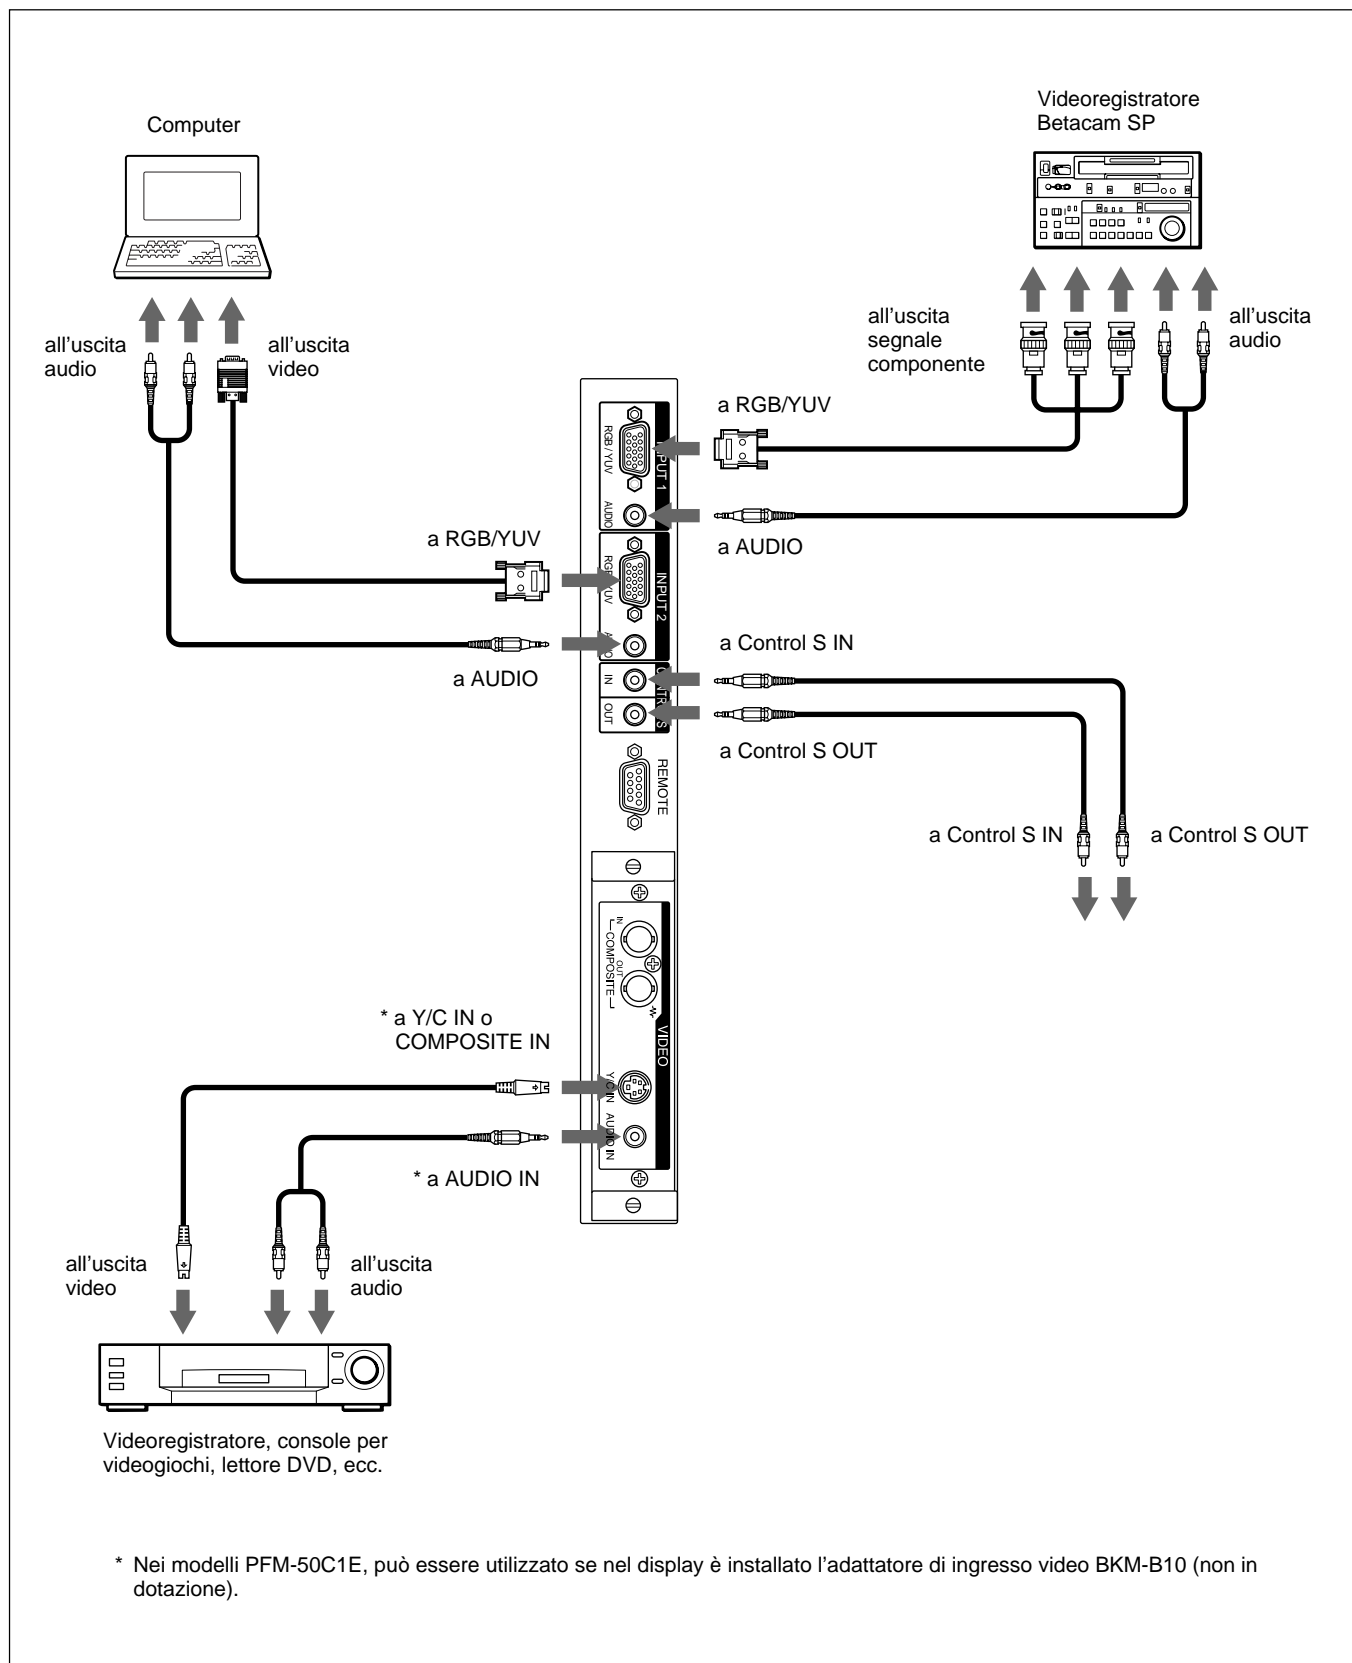 Computer
Videoregistratore
Betacam SP
all’uscita
audio
all’uscita
video
all’uscita
segnale
componente
all’uscita
audio
a RGB/YUV
RGB / YUV
INPUT 1
AUDIO
a AUDIO
a RGB/YUV
INPUT 2
a AUDIO
a Control S IN
IN
OUT
a Control S OUT
REMOTE
a Control S IN
a Control S OUT
IN
COMPOSITE
OUT
VIDEO
* a Y/C IN o
COMPOSITE IN
Y/C IN
AUDIO IN
* a AUDIO IN
all’uscita
video
all’uscita
audio
Videoregistratore, console per
videogiochi, lettore DVD, ecc.
* Nei modelli PFM-50C1E, può essere utilizzato se nel display è installato l’adattatore di ingresso video BKM-B10 (non in
dotazione).